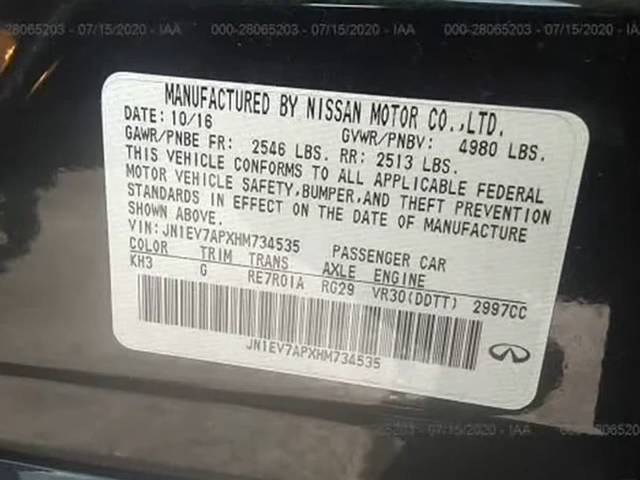 -28065203 - 07/15/2020 - IAA
000-28065203 - 07/15/2020 - IAA
000-28
MANUFACTURED BY NISSAN MOTOR CO.,LTD.
DATE: 10/16 GVWR/PNBV: 4980 LBS.
GAWR/PNBE FR: 2546 LBS. RR: 2513 LBS.
THIS VEHICLE CONFORMS TO ALL APPLICABLE FEDERAL
MOTOR VEHICLE SAFETY,BUMPER,AND THEFT PREVENTION
STANDARDS IN EFFECT ON THE DATE OF MANUFACTURE
SHOWN ABOVE.
VIN:JN1EV7APXHM734535 PASSENGER CAR
COLOR TRIM TRANS AXLE ENGINE
KH3 G RE7R01A RG29 VR30(DDTT) 2997CC
JN1EV7APXHM734535
65203 - 07/15/2020 - IAA
000-28065203